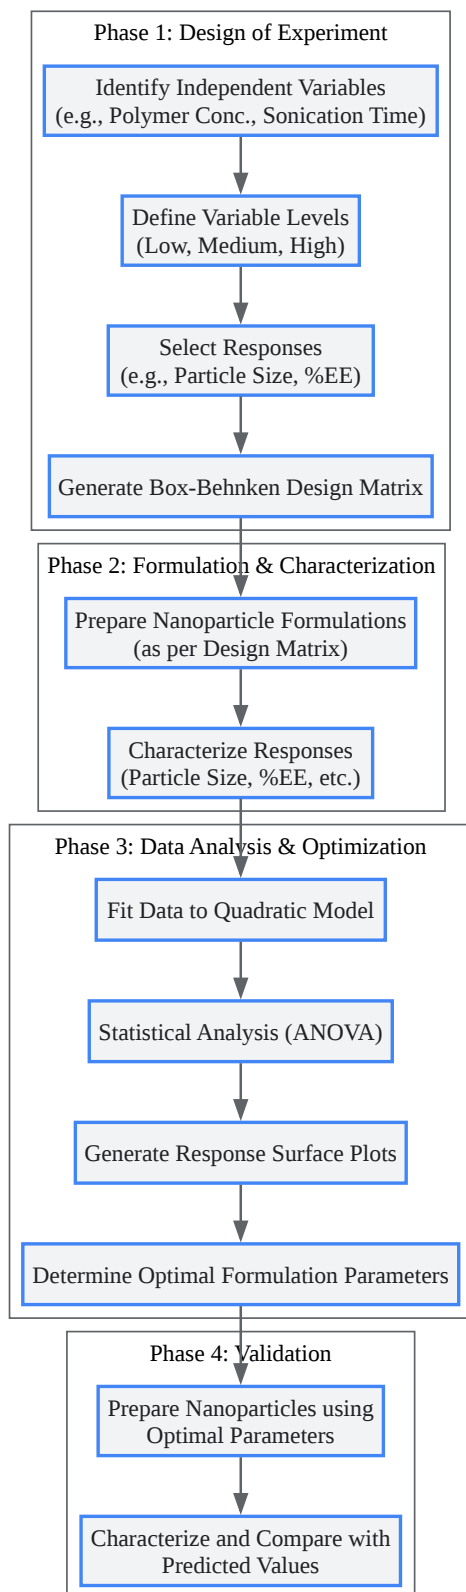 Phase 1: Design of Experiment
Identify Independent Variables
(e.g., Polymer Conc., Sonication Time)
Define Variable Levels
(Low, Medium, High)
Select Responses
(e.g., Particle Size, %EE)
Generate Box-Behnken Design Matrix
Phase 2: Formulation & Characterization
Prepare Nanoparticle Formulations
(as per Design Matrix)
Characterize Responses
(Particle Size, %EE, etc.)
Phase 3: Data Analysis & Optimization
Fit Data to Quadratic Model
Statistical Analysis (ANOVA)
Generate Response Surface Plots
Determine Optimal Formulation Parameters
Phase 4: Validation
Prepare Nanoparticles using
Optimal Parameters
Characterize and Compare with
Predicted Values